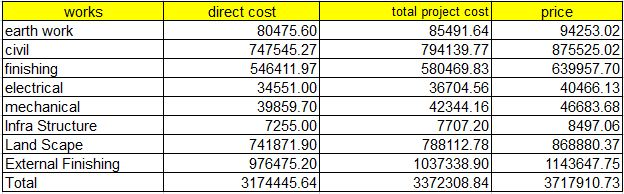 works direct cost total project cost price
earth work 80475.60 85491.64 94253.02
civil 747545.27 794139.77 875525.02
finishing 546411.97 580469.83 639957.70
electrical 34551.00 36704.56 40466.13
mechanical 39859.70 42344.16 46683.68
Infra Structure 7255.00 7707.20 8497.06
Land Scape 741871.90 788112.78 868880.37
External Finishing 976475.20 1037338.90 1143647.75
Total 3174445.64 3372308.84 3717910.73